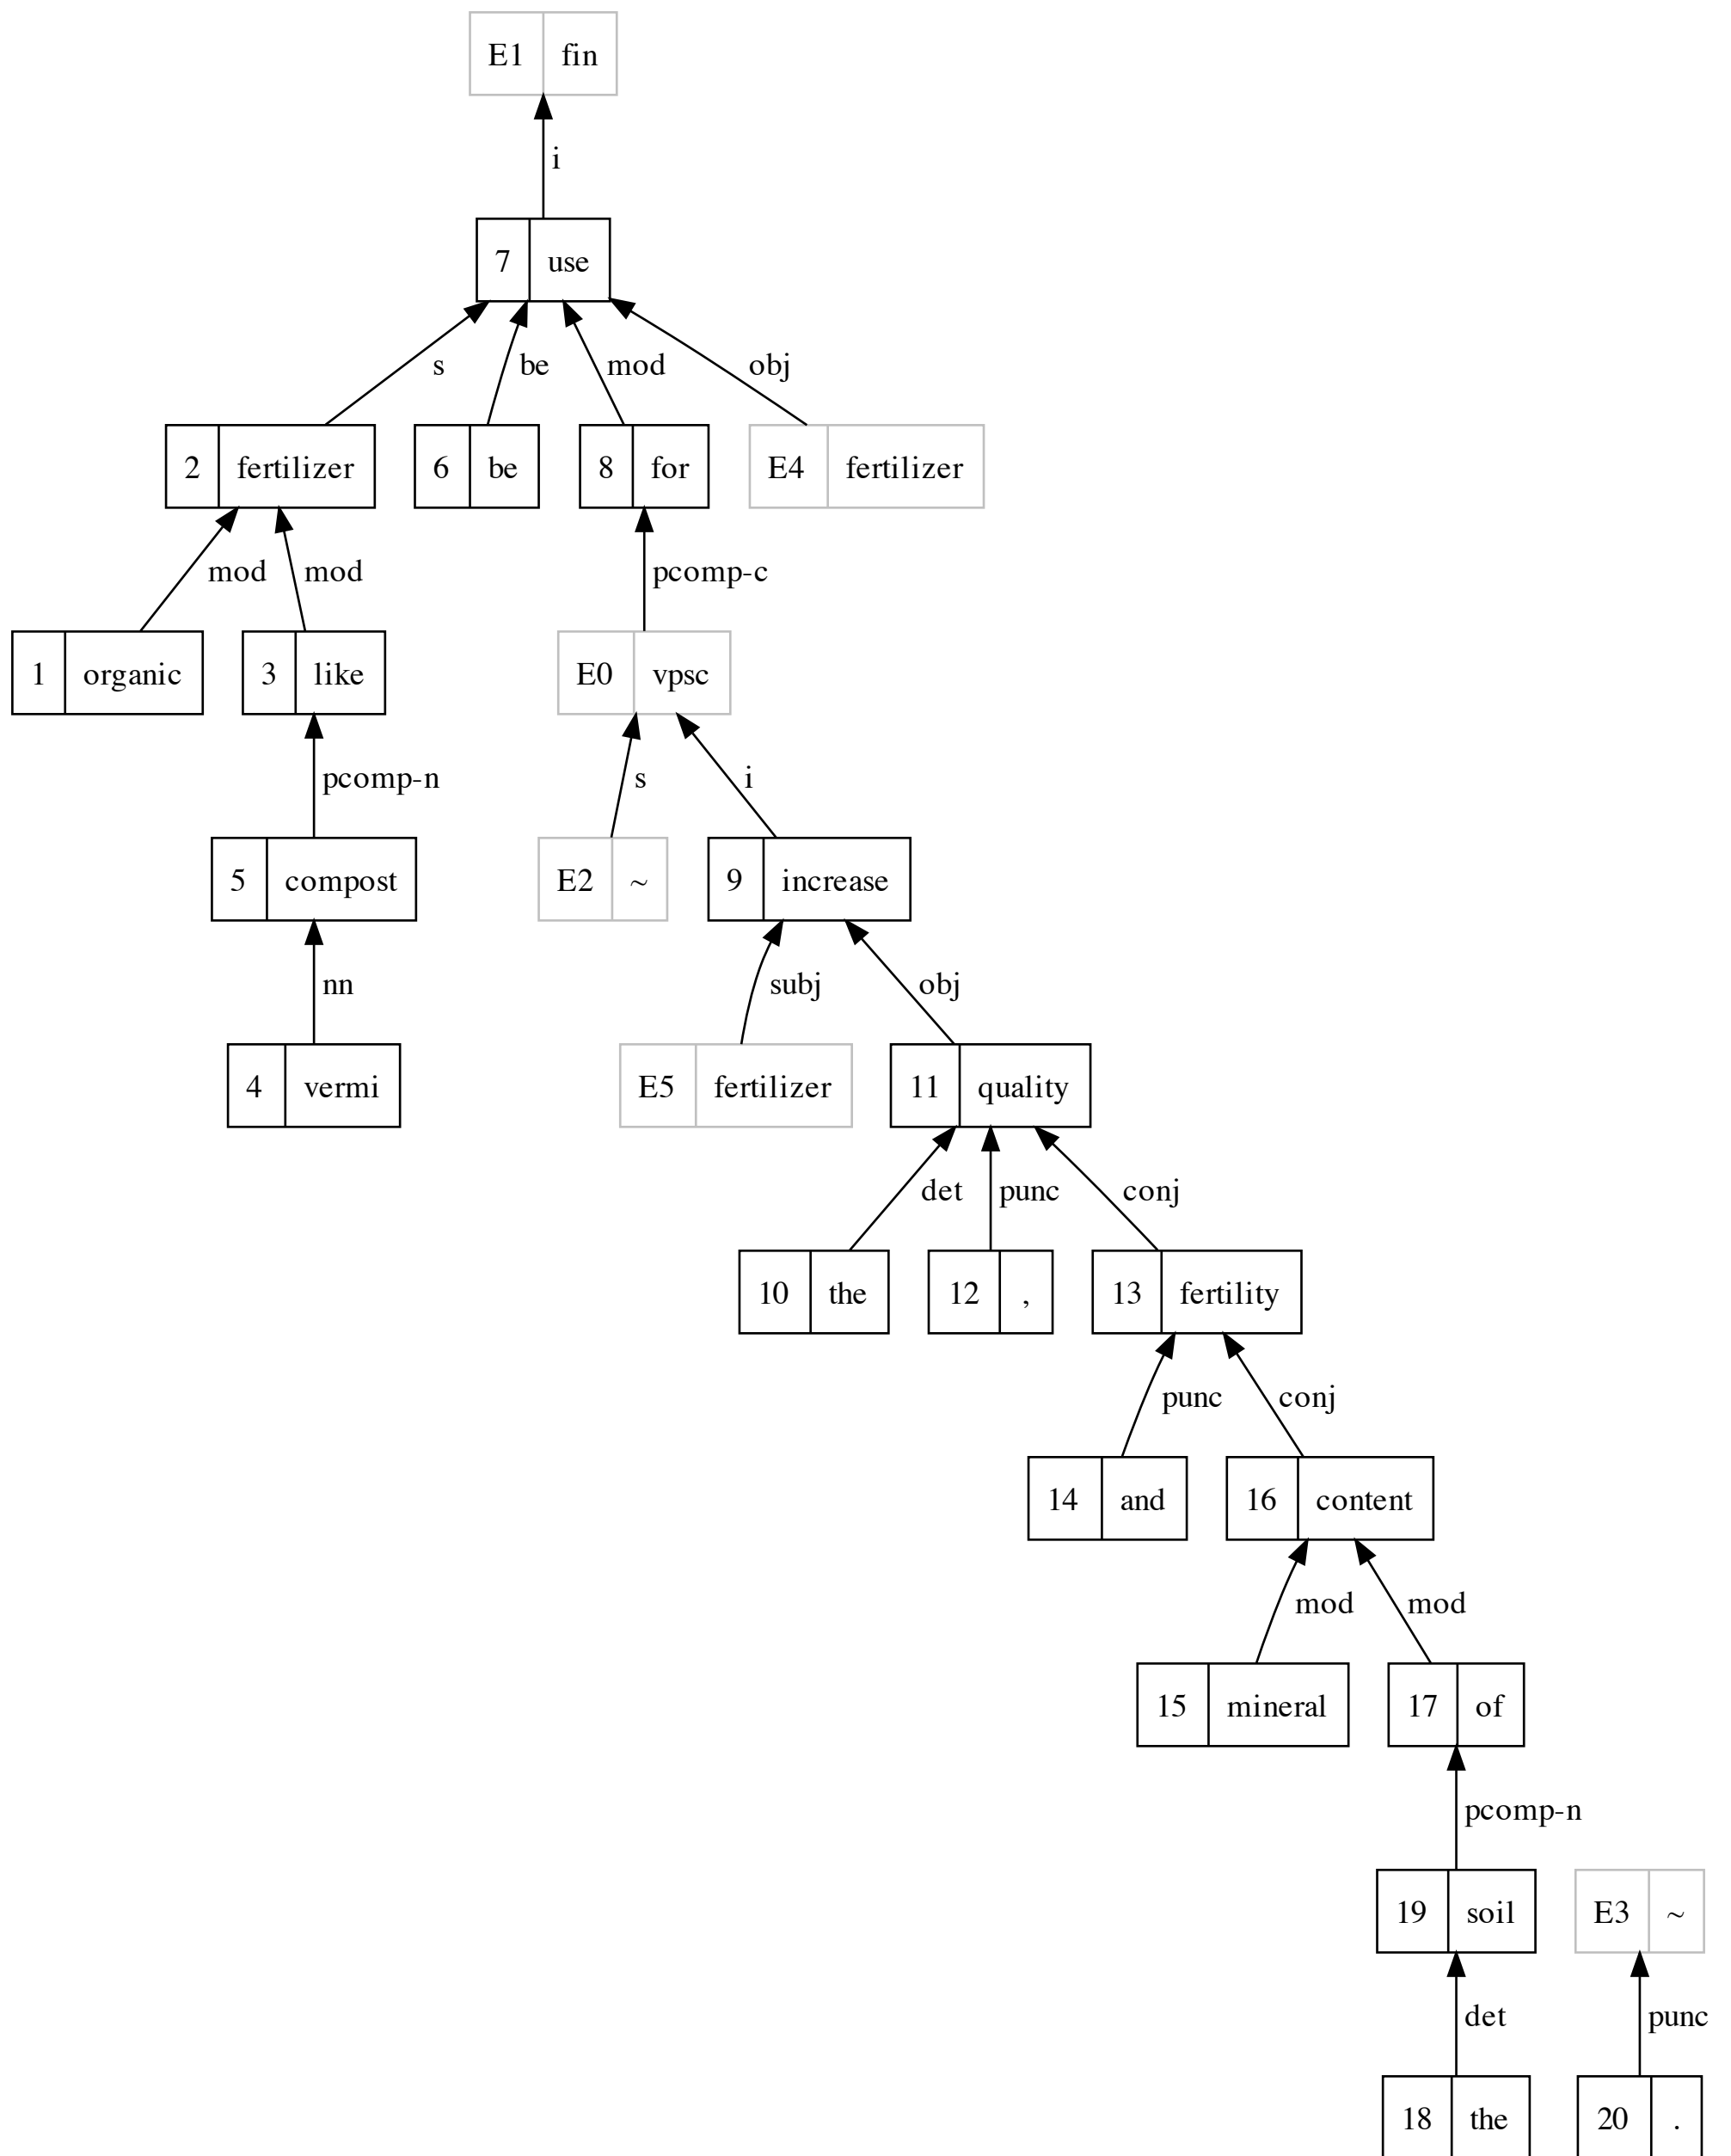 E1 fin
i
7 use
s be mod obj
2 fertilizer 6 be 8 for E4 fertilizer
mod mod pcomp-c
1 organic 3 like E0 vpsc
pcomp-n s i
5 compost E2 ~ 9 increase
nn subj obj
4 vermi E5 fertilizer 11 quality
det punc conj
10 the 12 , 13 fertility
punc conj
14 and 16 content
mod mod
15 mineral 17 of
pcomp-n
19 soil E3 ~
det punc
18 the 20 .